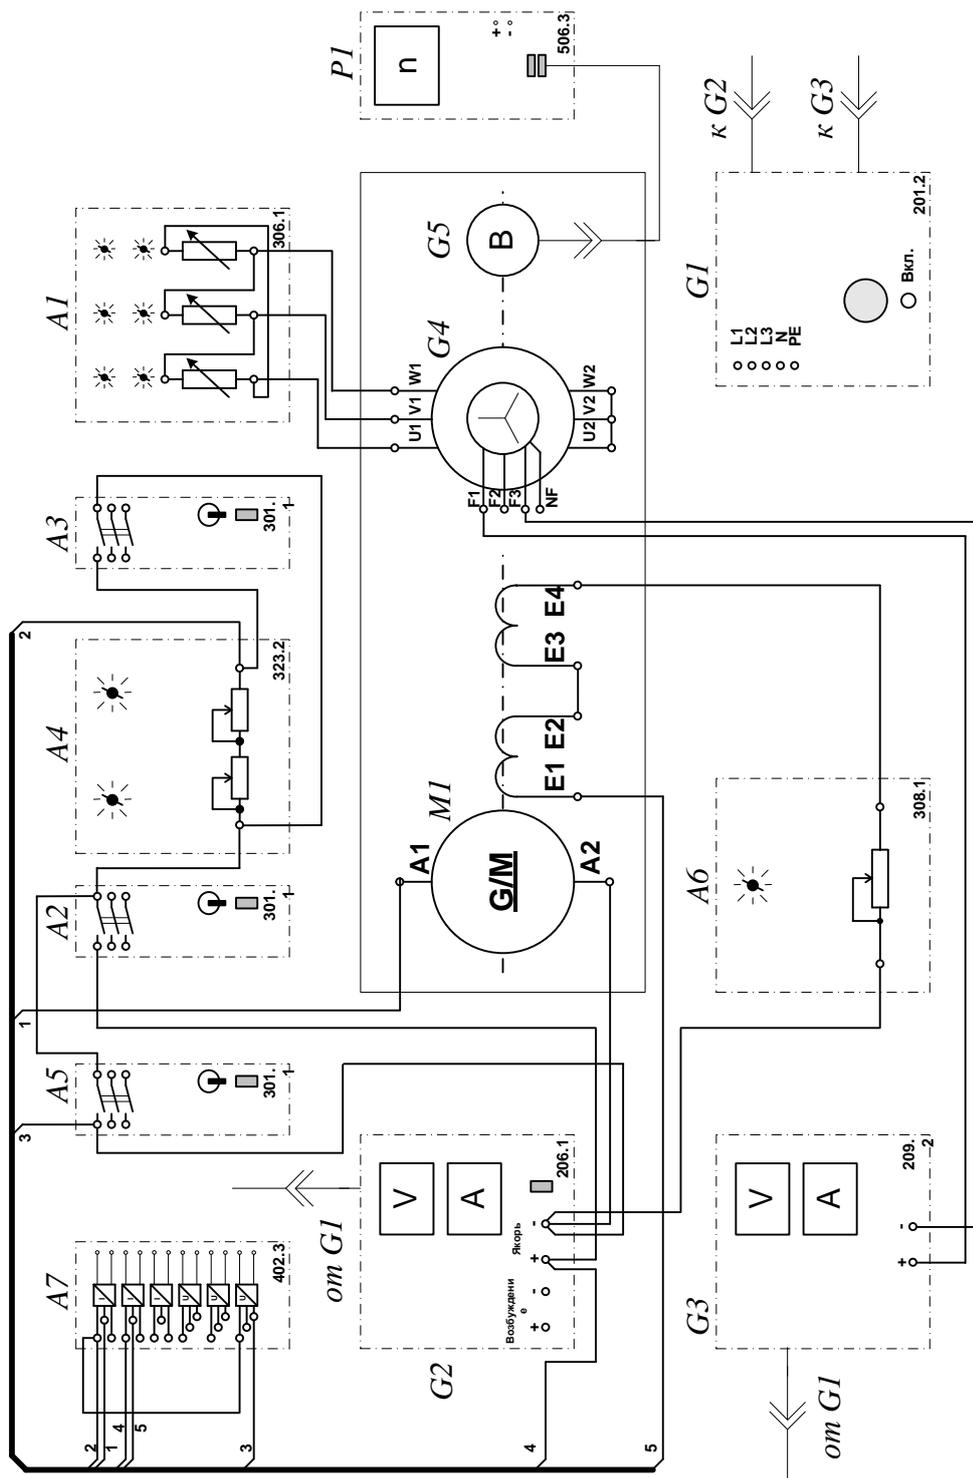 P1
n
+
-
506.3
A1
306.1
G5
B
G4
U1
V1
W1
U2
V2
W2
F1
F2
F3
NF
к G2
к G3
G1
L1
L2
L3
N
PE
Вкл.
201.2
A3
301.
1
2
A4
323.2
A2
301.
1
M1
A1
G/M
A2
E1 E2
E3 E4
A6
308.1
1
A5
301.
1
3
A7
I
I
I
U
U
U
402.3
2
1
4
5
3
4
5
от G1
G2
V
A
206.1
Возбуждени
е
+
-
Якорь
+
-
G3
V
A
209.
2
+
-
от G1